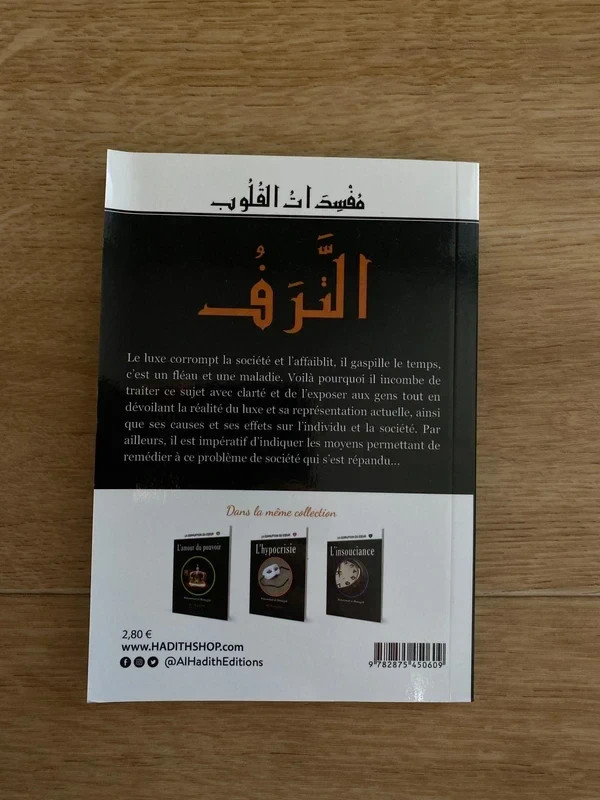 مُفْسِدَاتُ القُلُوبِ
التَّرَفُ
Le luxe corrompt la société et l'affaiblit, il gaspille le temps,
c'est un fléau et une maladie. Voilà pourquoi il incombe de
traiter ce sujet avec clarté et de l'exposer aux gens tout en
dévoilant la réalité du luxe et sa représentation actuelle, ainsi
que ses causes et ses effets sur l'individu et la société. Par
ailleurs, il est impératif d'indiquer les moyens permettant de
remédier à ce problème de société qui s'est répandu...
Dans la même collection
L'amour du pouvoir
L'hypocrisie
L'insouciance
2,80 €
www.HADITHSHOP.com
@AlHadithEditions
9 782875 450609